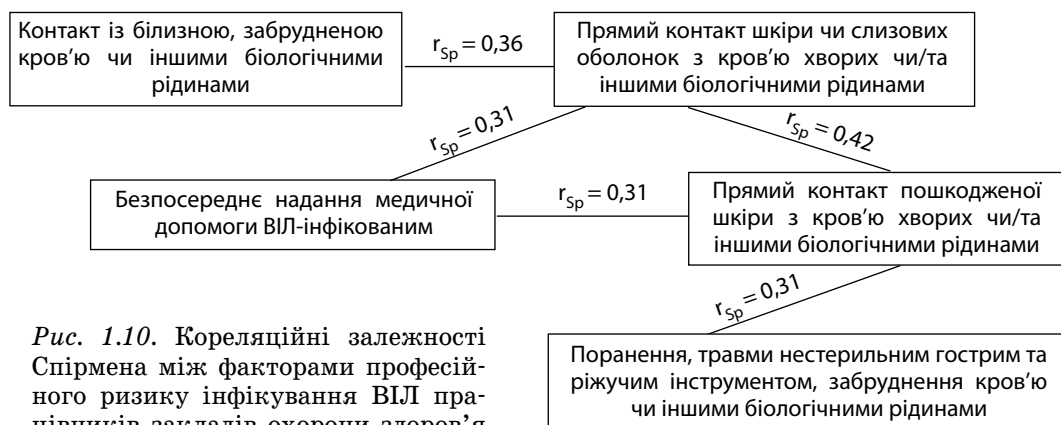 Контакт із білизною, забрудненою
кров'ю чи іншими біологічними
рідинами
r_Sp = 0,36
Прямий контакт шкіри чи слизових
оболонок з кров'ю хворих чи/та
іншими біологічними рідинами
r_Sp = 0,31
r_Sp = 0,42
Безпосереднє надання медичної
допомоги ВІЛ-інфікованим
r_Sp = 0,31
Прямий контакт пошкодженої
шкіри з кров'ю хворих чи/та
іншими біологічними рідинами
r_Sp = 0,31
Поранення, травми нестерильним гострим та
ріжучим інструментом, забруднення кров'ю
чи іншими біологічними рідинами
Рис. 1.10. Кореляційні залежності
Спірмена між факторами професій-
ного ризику інфікування ВІЛ пра-
цівників закладів охорони здоров'я